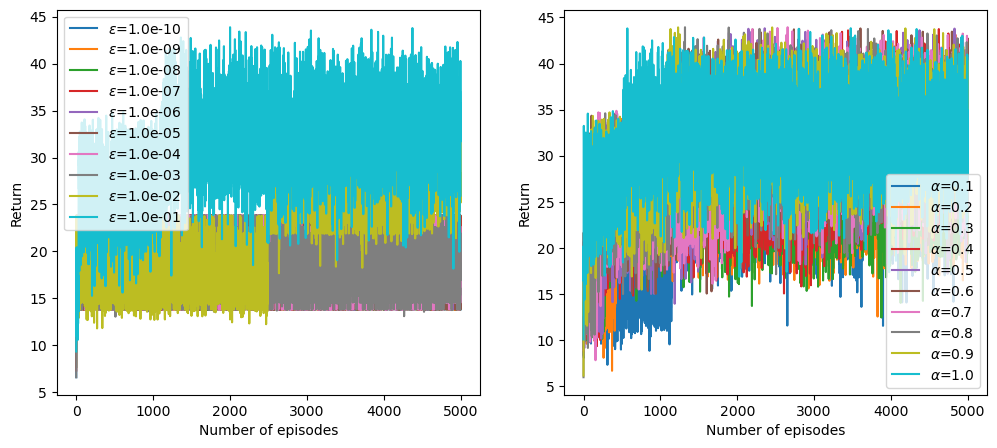 45
40
35
30
25
20
15
10
5
Return
0
1000
2000
3000
4000
5000
Number of episodes
ε=1.0e-10
ε=1.0e-09
ε=1.0e-08
ε=1.0e-07
ε=1.0e-06
ε=1.0e-05
ε=1.0e-04
ε=1.0e-03
ε=1.0e-02
ε=1.0e-01
45
40
35
30
25
20
15
10
5
Return
0
1000
2000
3000
4000
5000
Number of episodes
α=0.1
α=0.2
α=0.3
α=0.4
α=0.5
α=0.6
α=0.7
α=0.8
α=0.9
α=1.0